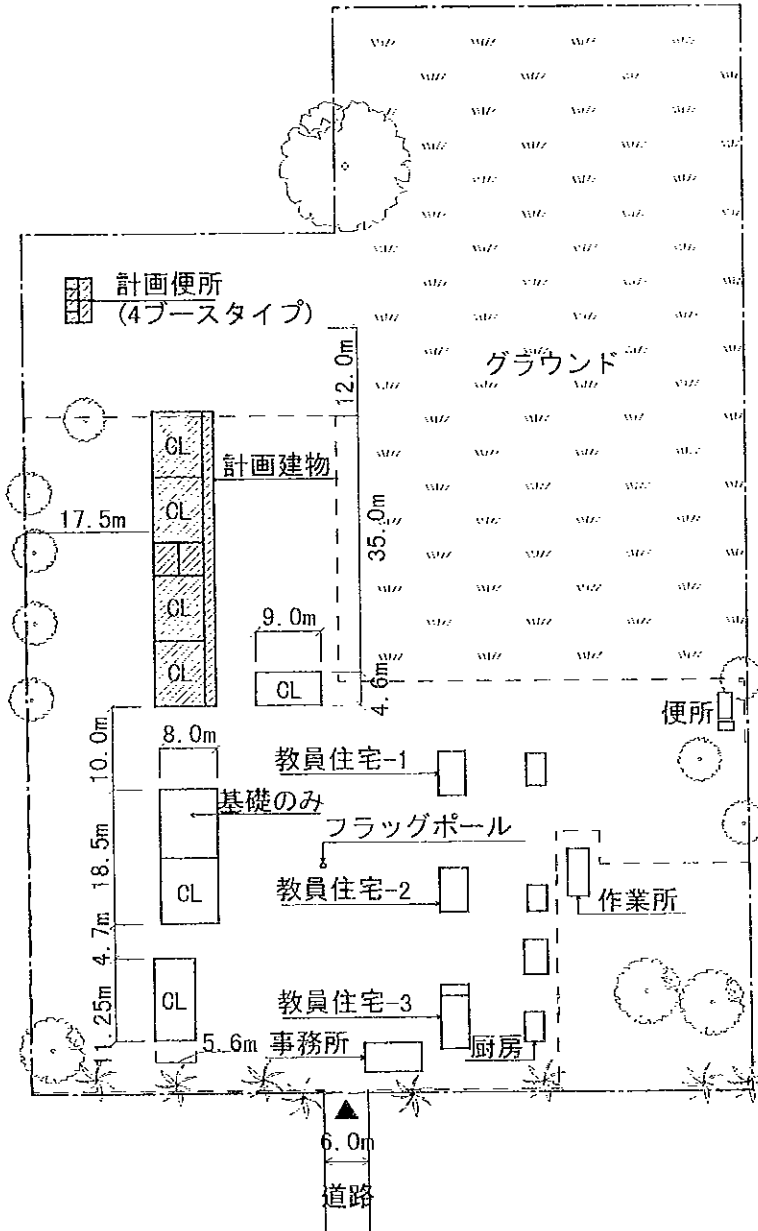 計画便所
(4ブースタイプ)
12.0m
グラウンド
CL
計画建物
CL
17.5m
35.0m
CL
9.0m
CL
CL
4.6m
便所
10.0m
8.0m
教員住宅-1
基礎のみ
フラッグポール
18.5m
CL
教員住宅-2
作業所
4.7m
CL
教員住宅-3
11.25m
5.6m
事務所
厨房
6.0m
道路